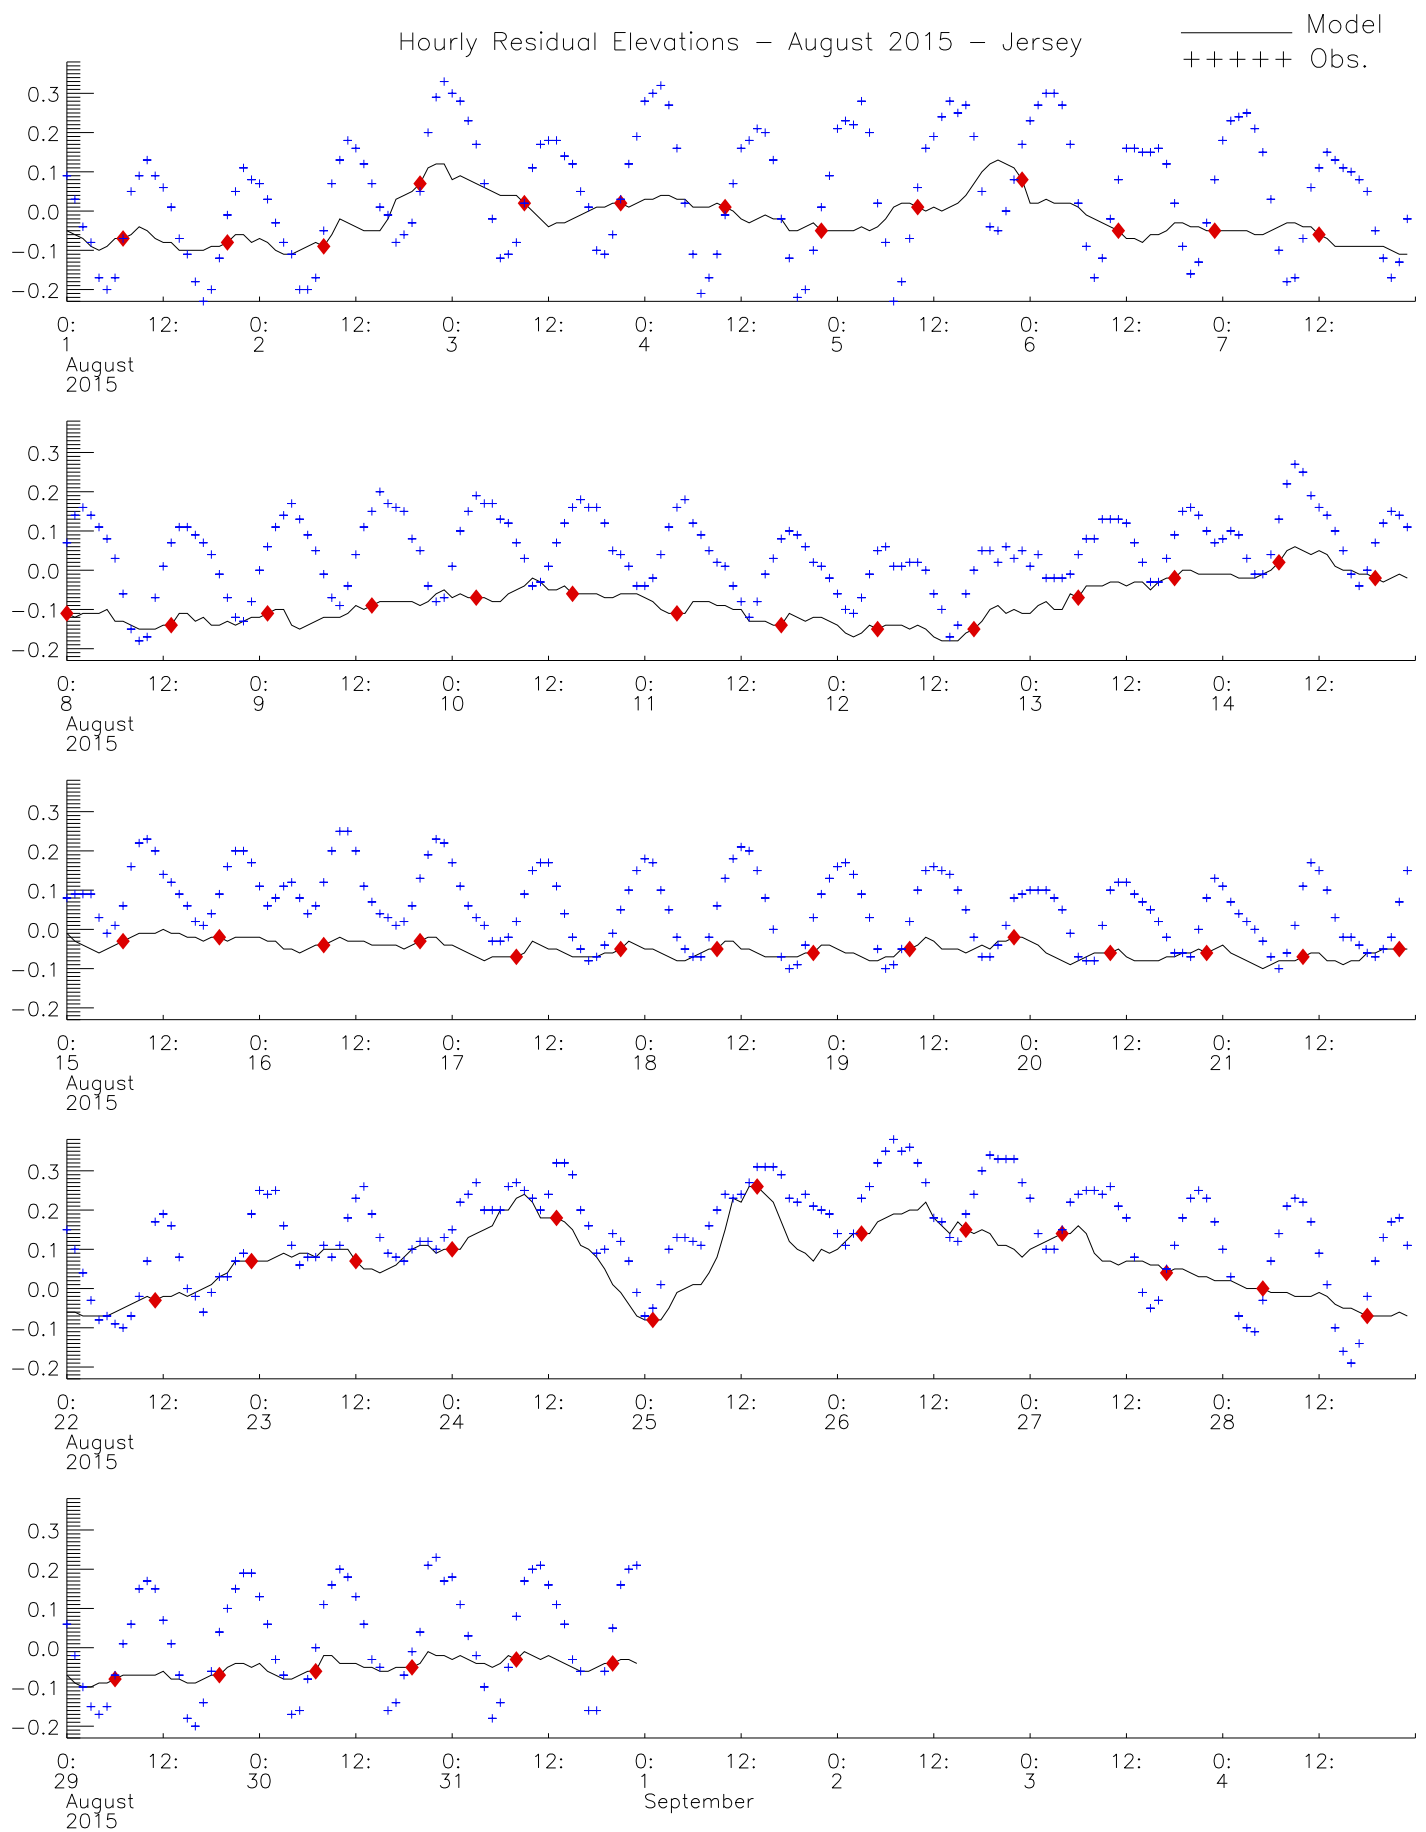 Hourly Residual Elevations – August 2015 – Jersey
Model
+++++ Obs.
0.3
0.2
0.1
0.0
−0.1
−0.2
0: 12: 0: 12: 0: 12: 0: 12: 0: 12: 0: 12: 0: 12:
1 2 3 4 5 6 7
August
2015
0.3
0.2
0.1
0.0
−0.1
−0.2
0: 12: 0: 12: 0: 12: 0: 12: 0: 12: 0: 12: 0: 12:
8 9 10 11 12 13 14
August
2015
0.3
0.2
0.1
0.0
−0.1
−0.2
0: 12: 0: 12: 0: 12: 0: 12: 0: 12: 0: 12: 0: 12:
15 16 17 18 19 20 21
August
2015
0.3
0.2
0.1
0.0
−0.1
−0.2
0: 12: 0: 12: 0: 12: 0: 12: 0: 12: 0: 12: 0: 12:
22 23 24 25 26 27 28
August
2015
0.3
0.2
0.1
0.0
−0.1
−0.2
0: 12: 0: 12: 0: 12: 0: 12: 0: 12: 0: 12: 0: 12:
29 30 31 1 2 3 4
August September
2015